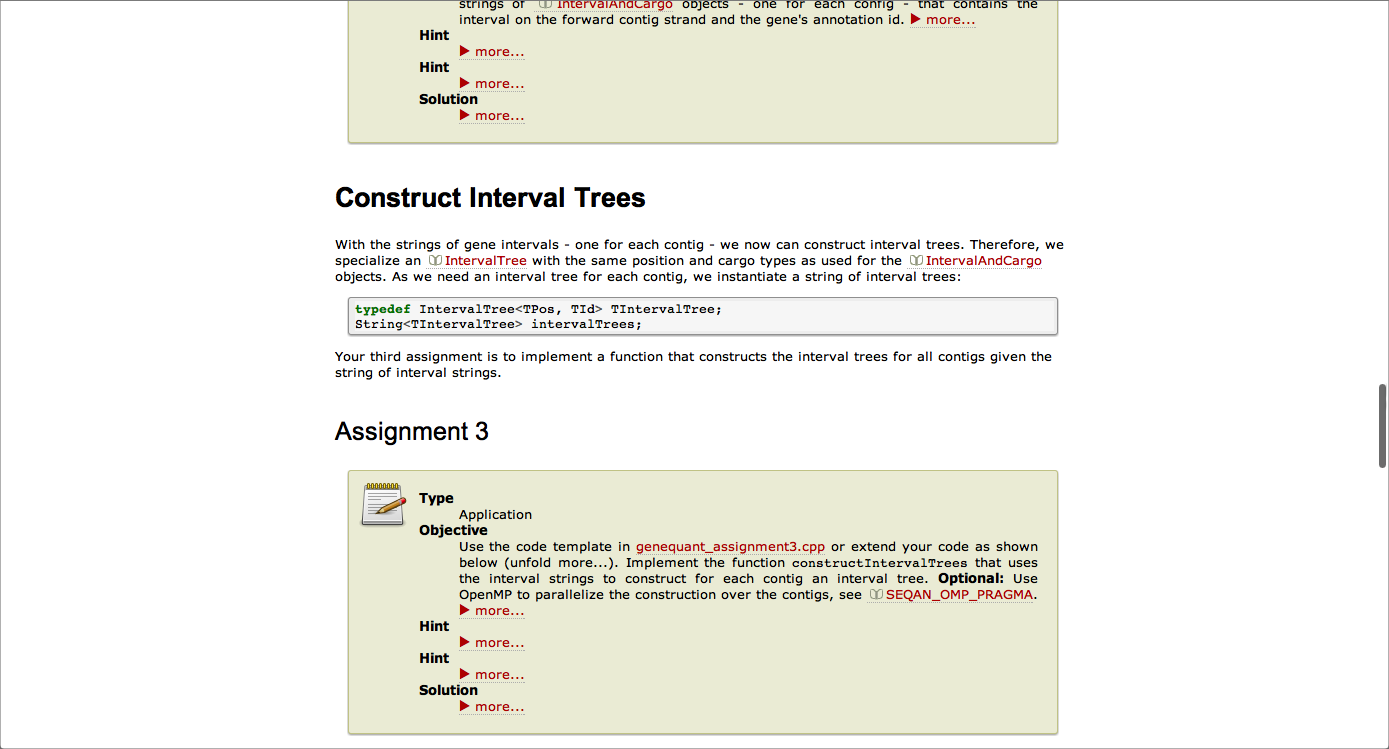 strings of IntervalAndCargo objects - one for each contig - that contains the
interval on the forward contig strand and the gene's annotation id. ▶ more...
Hint
▶ more...
Hint
▶ more...
Solution
▶ more...
Construct Interval Trees
With the strings of gene intervals - one for each contig - we now can construct interval trees. Therefore, we
specialize an IntervalTree with the same position and cargo types as used for the IntervalAndCargo
objects. As we need an interval tree for each contig, we instantiate a string of interval trees:
typedef IntervalTree<TPos, TId> TIntervalTree;
String<TIntervalTree> intervalTrees;
Your third assignment is to implement a function that constructs the interval trees for all contigs given the
string of interval strings.
Assignment 3
Type
Application
Objective
Use the code template in genequant_assignment3.cpp or extend your code as shown
below (unfold more...). Implement the function constructIntervalTrees that uses
the interval strings to construct for each contig an interval tree. Optional: Use
OpenMP to parallelize the construction over the contigs, see SEQAN_OMP_PRAGMA.
▶ more...
Hint
▶ more...
Hint
▶ more...
Solution
▶ more...